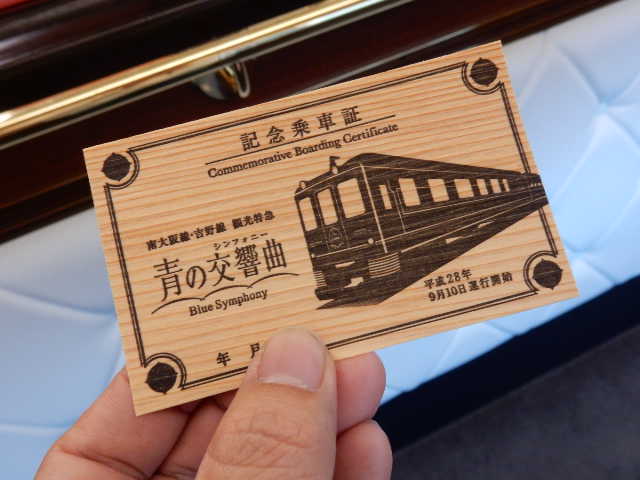 記念乗車証
Commemorative Boarding Certificate
南大阪線・吉野線 観光特急
シンフォニー
青の交響曲
Blue Symphony
平成28年
9月10日運行開始
年 月